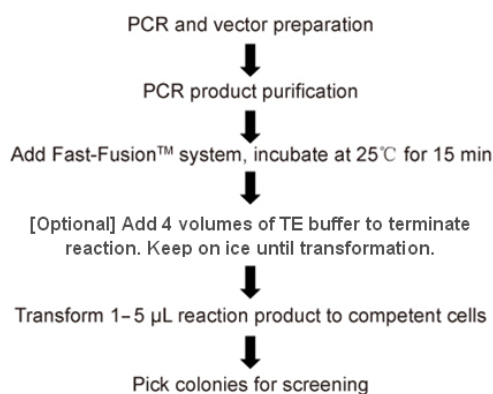 PCR and vector preparation
PCR product purification
Add Fast-Fusion™ system, incubate at 25℃ for 15 min
[Optional] Add 4 volumes of TE buffer to terminate
reaction. Keep on ice until transformation.
Transform 1–5 μL reaction product to competent cells
Pick colonies for screening